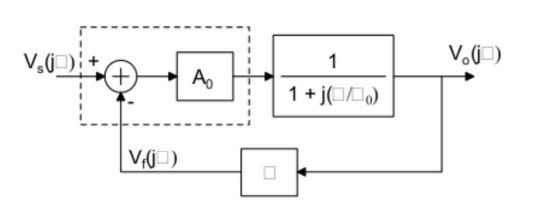 Vs(j□)
+
A0
1
1 + j(□/□0)
Vo(j□)
-
Vf(j□)
□